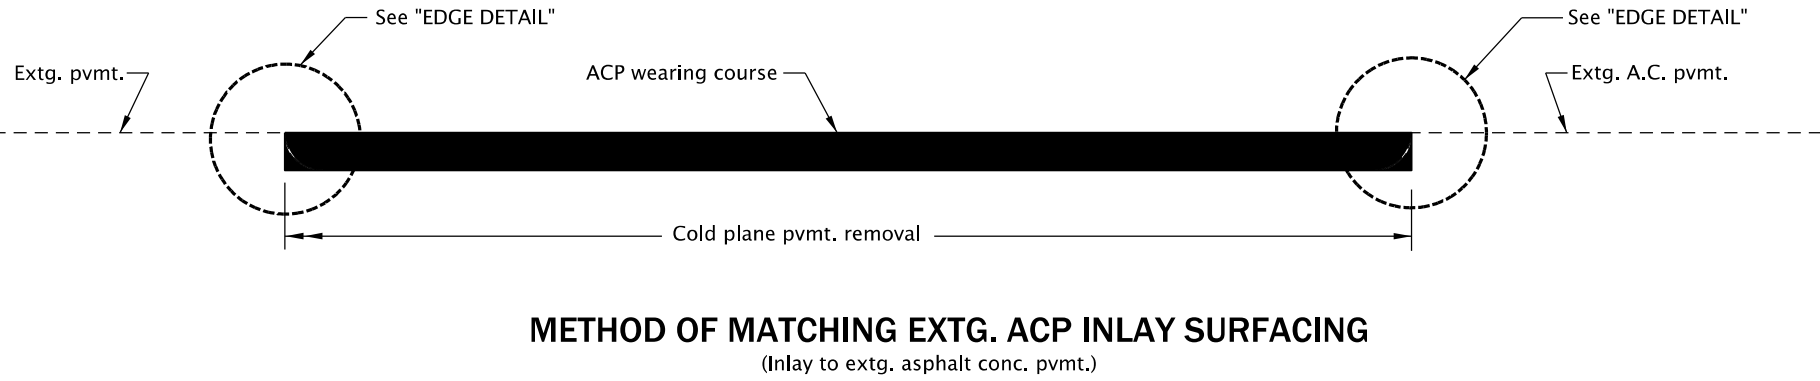 See "EDGE DETAIL"
See "EDGE DETAIL"
Extg. pvmt.
ACP wearing course
Extg. A.C. pvmt.
Cold plane pvmt. removal
METHOD OF MATCHING EXTG. ACP INLAY SURFACING
(Inlay to extg. asphalt conc. pvmt.)